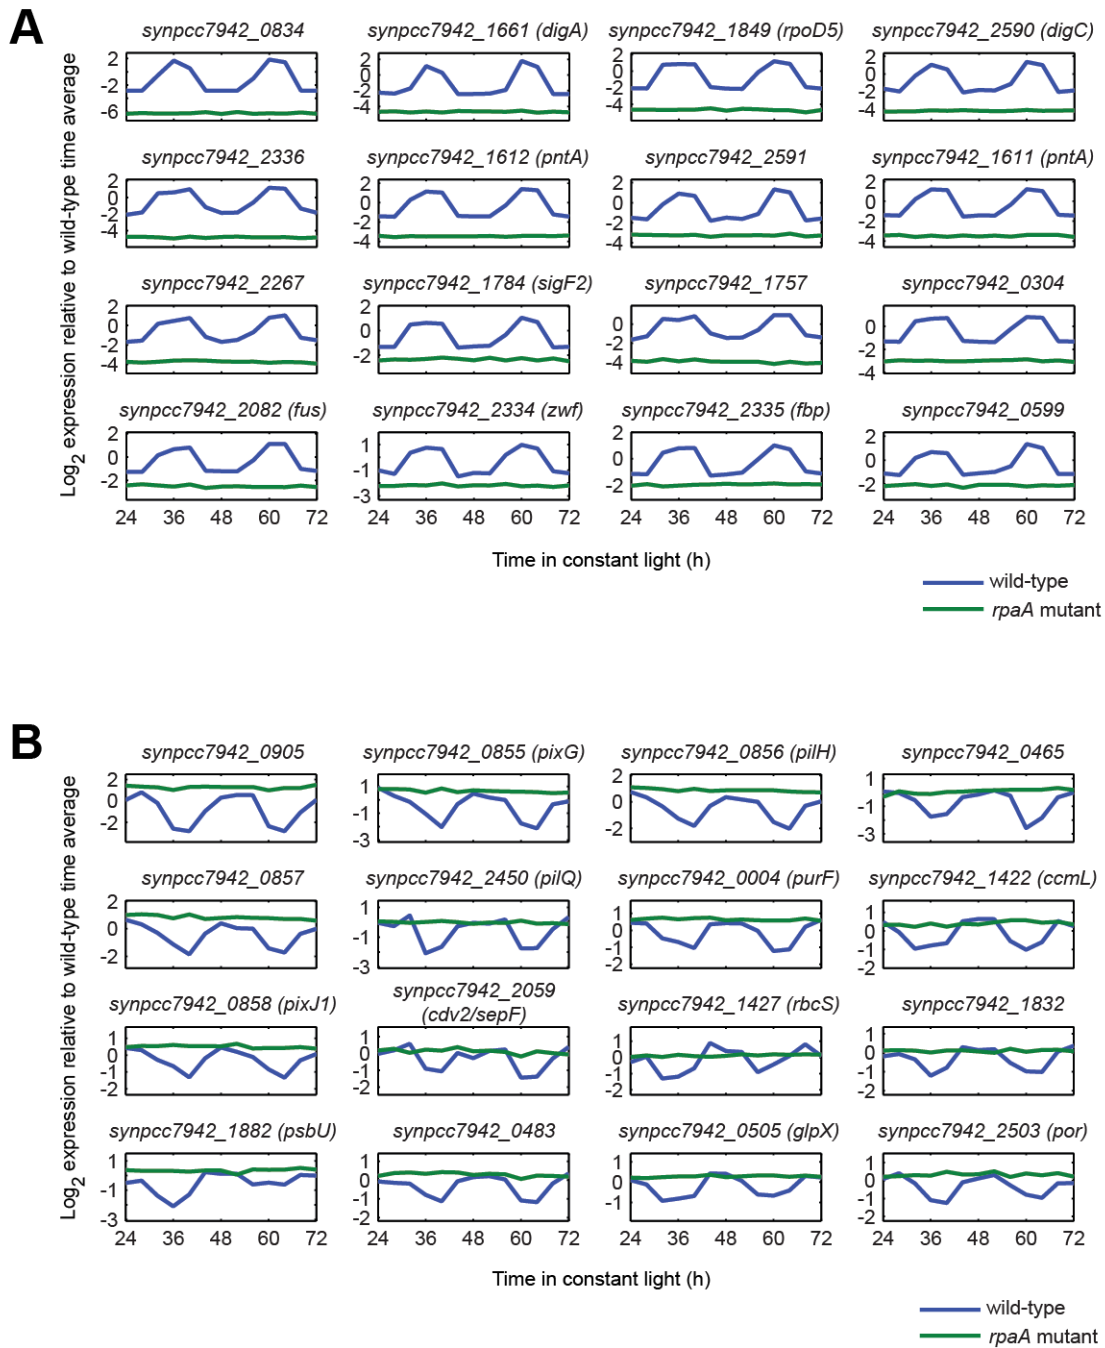 A
synpcc7942_0834
synpcc7942_1661 (digA)
synpcc7942_1849 (rpoD5)
synpcc7942_2590 (digC)
2
-2
-6
2
0
-2
-4
2
0
-4
2
0
-2
-4
synpcc7942_2336
synpcc7942_1612 (pntA)
synpcc7942_2591
synpcc7942_1611 (pntA)
2
0
-2
-4
2
0
-2
-4
2
0
-2
-4
2
0
-2
-4
synpcc7942_2267
synpcc7942_1784 (sigF2)
synpcc7942_1757
synpcc7942_0304
2
0
-2
-4
2
0
-2
0
-2
-4
0
-2
-4
synpcc7942_2082 (fus)
synpcc7942_2334 (zwf)
synpcc7942_2335 (fbp)
synpcc7942_0599
2
0
-2
1
-1
-3
2
0
-2
2
0
-2
24 36 48 60 72
24 36 48 60 72
24 36 48 60 72
24 36 48 60 72
Log2 expression relative to wild-type time average
Time in constant light (h)
wild-type
rpaA mutant
B
synpcc7942_0905
synpcc7942_0855 (pixG)
synpcc7942_0856 (pilH)
synpcc7942_0465
2
0
-2
1
-1
-3
2
0
-2
1
-1
-3
synpcc7942_0857
synpcc7942_2450 (pilQ)
synpcc7942_0004 (purF)
synpcc7942_1422 (ccmL)
2
0
-2
1
-1
-3
1
0
-1
-2
1
0
-1
-2
synpcc7942_0858 (pixJ1)
synpcc7942_2059
(cdv2/sepF)
synpcc7942_1427 (rbcS)
synpcc7942_1832
1
0
-1
-2
1
0
-1
-2
1
0
-1
-2
1
0
-2
synpcc7942_1882 (psbU)
synpcc7942_0483
synpcc7942_0505 (glpX)
synpcc7942_2503 (por)
1
-1
-3
1
0
-1
-2
1
0
-1
1
0
-1
-2
24 36 48 60 72
24 36 48 60 72
24 36 48 60 72
24 36 48 60 72
Log2 expression relative to wild-type time average
Time in constant light (h)
wild-type
rpaA mutant